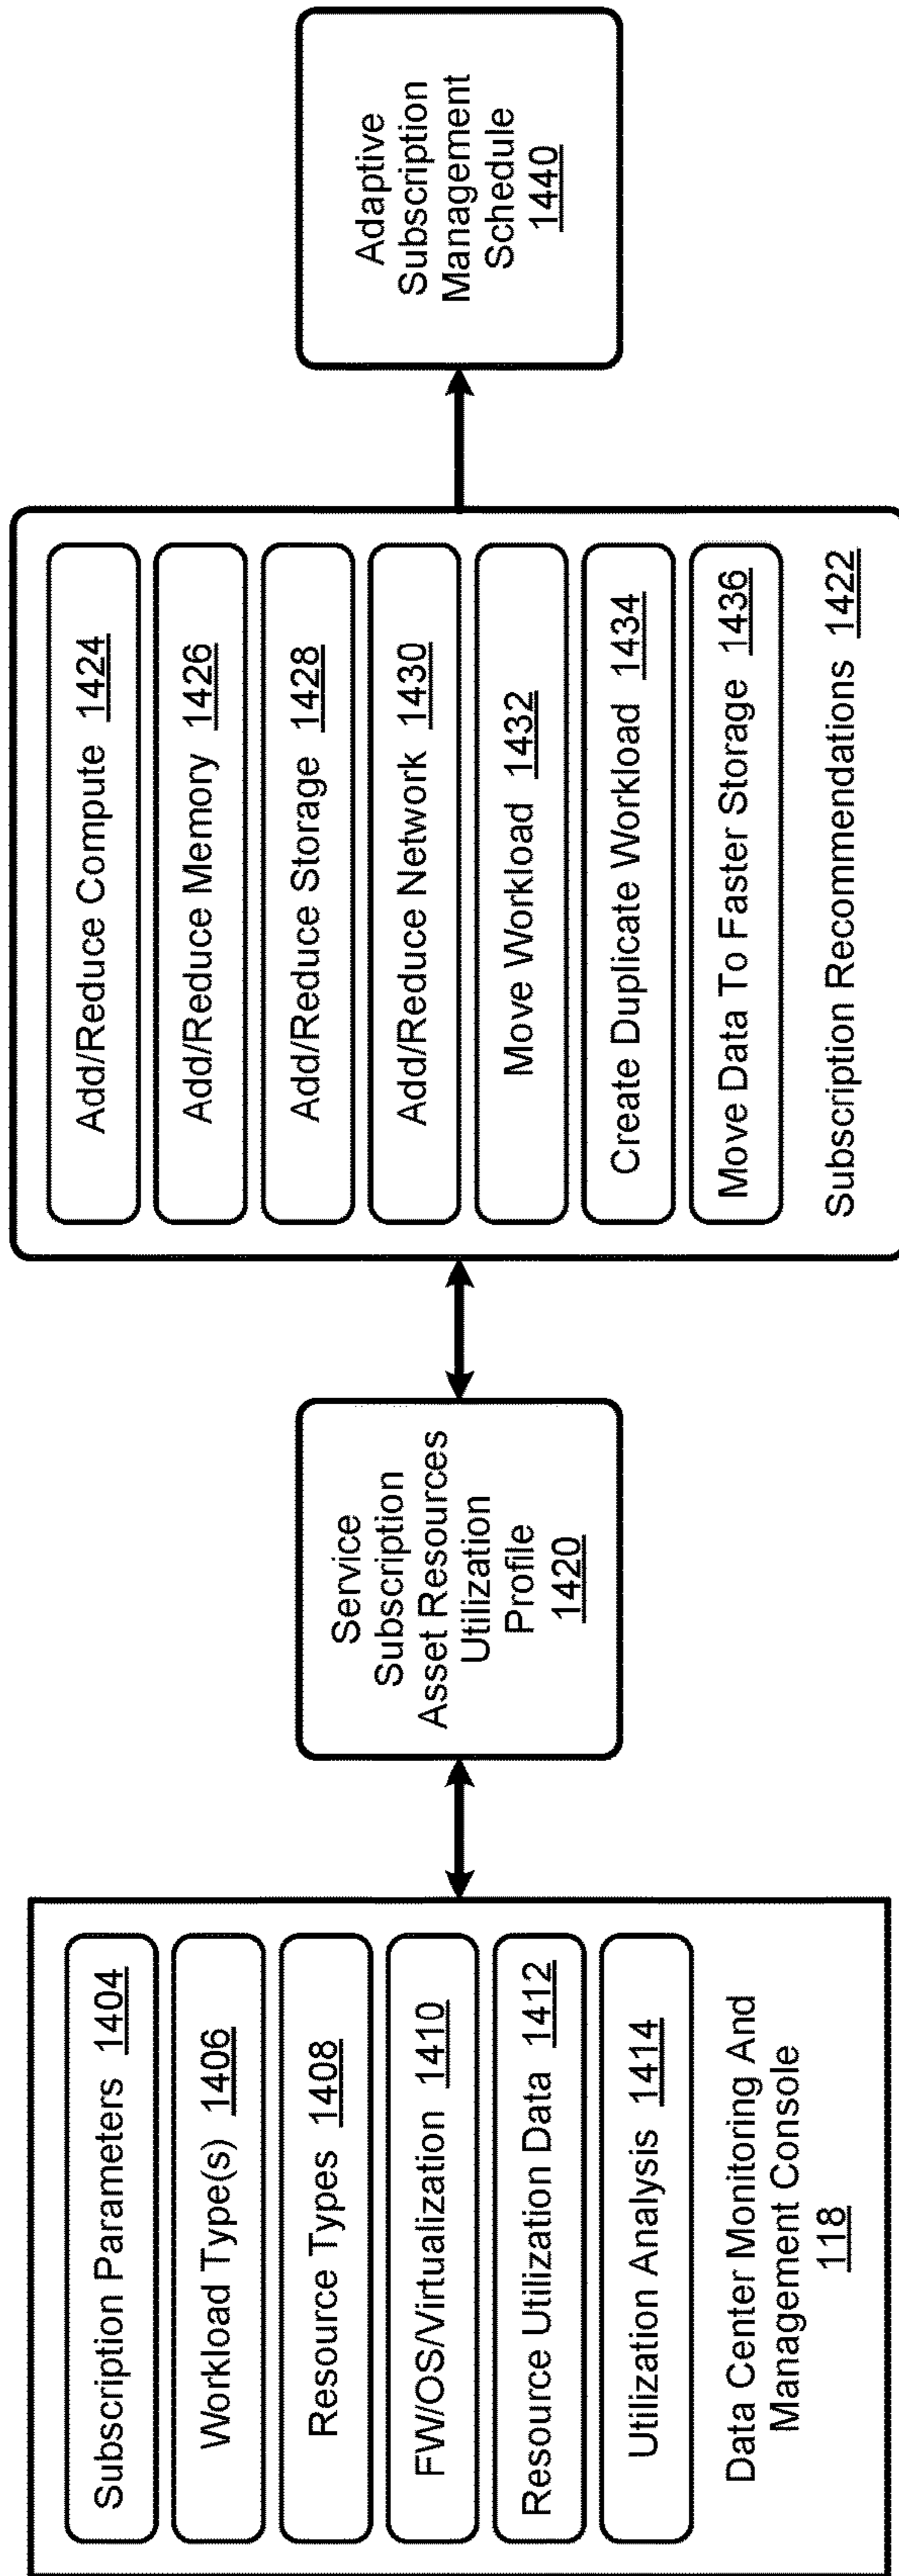 Subscription Parameters 1404
Workload Type(s) 1406
Resource Types 1408
FW/OS/Virtualization 1410
Resource Utilization Data 1412
Utilization Analysis 1414
Data Center Monitoring And
Management Console
118
Service
Subscription
Asset Resources
Utilization
Profile
1420
Add/Reduce Compute 1424
Add/Reduce Memory 1426
Add/Reduce Storage 1428
Add/Reduce Network 1430
Move Workload 1432
Create Duplicate Workload 1434
Move Data To Faster Storage 1436
Subscription Recommendations 1422
Adaptive
Subscription
Management
Schedule
1440